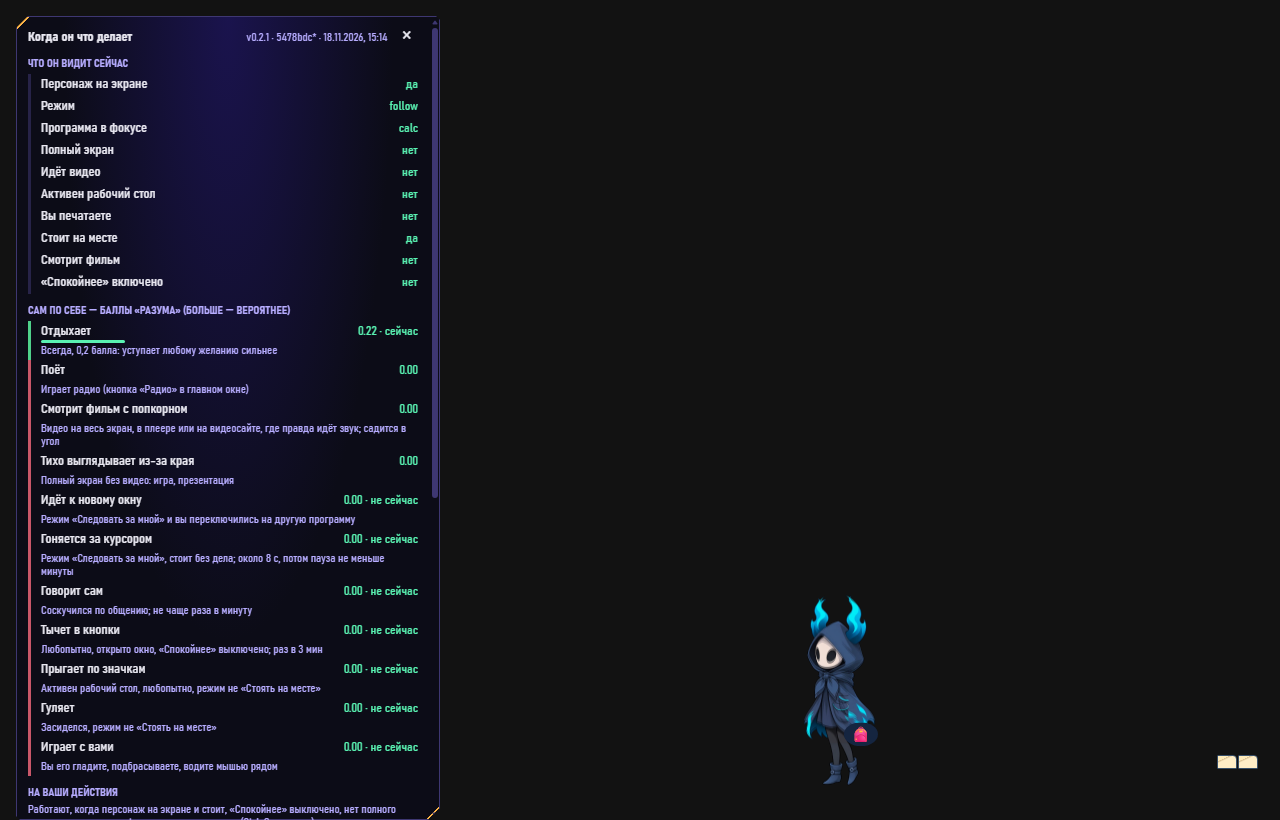 Когда он что делает
v0.2.1 · 5478bdc* · 18.11.2026, 15:14
ЧТО ОН ВИДИТ СЕЙЧАС
Персонаж на экране да
Режим follow
Программа в фокусе calc
Полный экран нет
Идёт видео нет
Активен рабочий стол нет
Вы печатаете нет
Стоит на месте да
Смотрит фильм нет
«Спокойнее» включено нет
САМ ПО СЕБЕ — БАЛЛЫ «РАЗУМА» (БОЛЬШЕ — ВЕРОЯТНЕЕ)
Отдыхает 0.22 · сейчас
Всегда, 0,2 балла: уступает любому желанию сильнее
Поёт 0.00
Играет радио (кнопка «Радио» в главном окне)
Смотрит фильм с попкорном 0.00
Видео на весь экран, в плеере или на видеосайте, где правда идёт звук; садится в
угол
Тихо выглядывает из-за края 0.00
Полный экран без видео: игра, презентация
Идёт к новому окну 0.00 · не сейчас
Режим «Следовать за мной» и вы переключились на другую программу
Гоняется за курсором 0.00 · не сейчас
Режим «Следовать за мной», стоит без дела; около 8 с, потом пауза не меньше
минуты
Говорит сам 0.00 · не сейчас
Соскучился по общению; не чаще раза в минуту
Тычет в кнопки 0.00 · не сейчас
Любопытно, открыто окно, «Спокойнее» выключено; раз в 3 мин
Прыгает по значкам 0.00 · не сейчас
Активен рабочий стол, любопытно, режим не «Стоять на месте»
Гуляет 0.00 · не сейчас
Засиделся, режим не «Стоять на месте»
Играет с вами 0.00 · не сейчас
Вы его гладите, подбрасываете, водите мышью рядом
НА ВАШИ ДЕЙСТВИЯ
Работают, когда персонаж на экране и стоит, «Спокойнее» выключено, нет полного